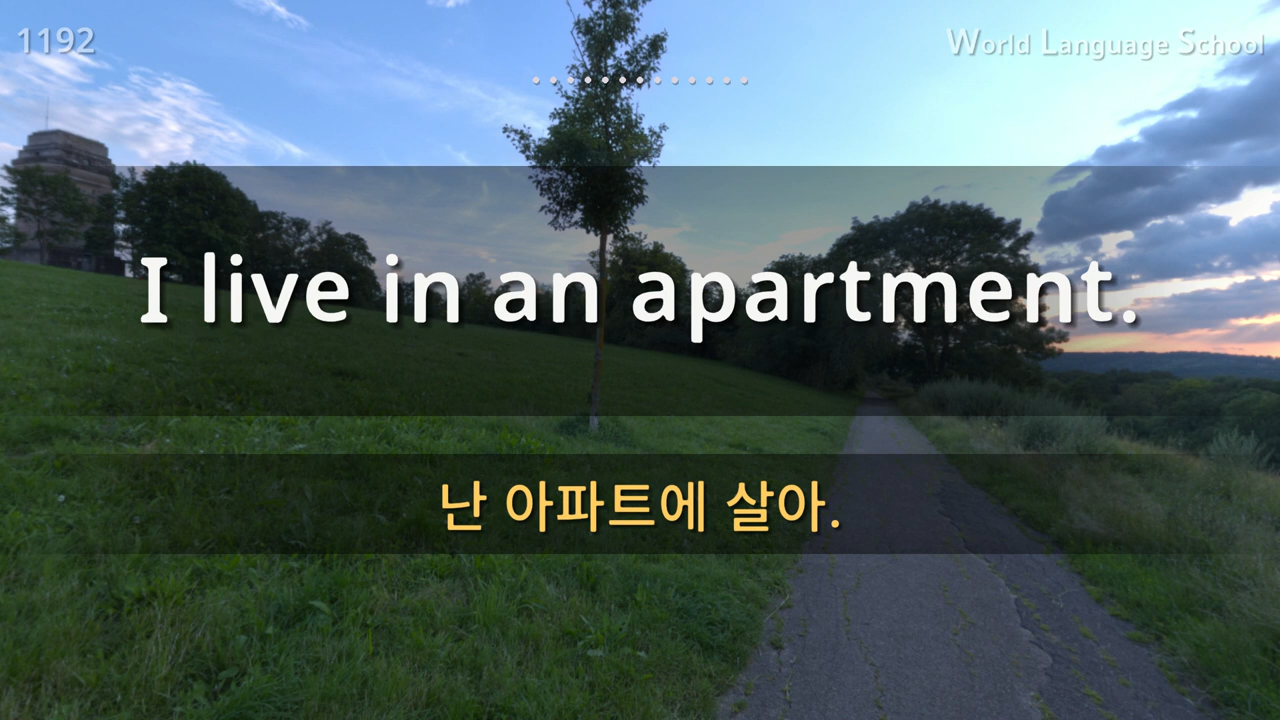 1192
World Language School
I live in an apartment.
난 아파트에 살아.